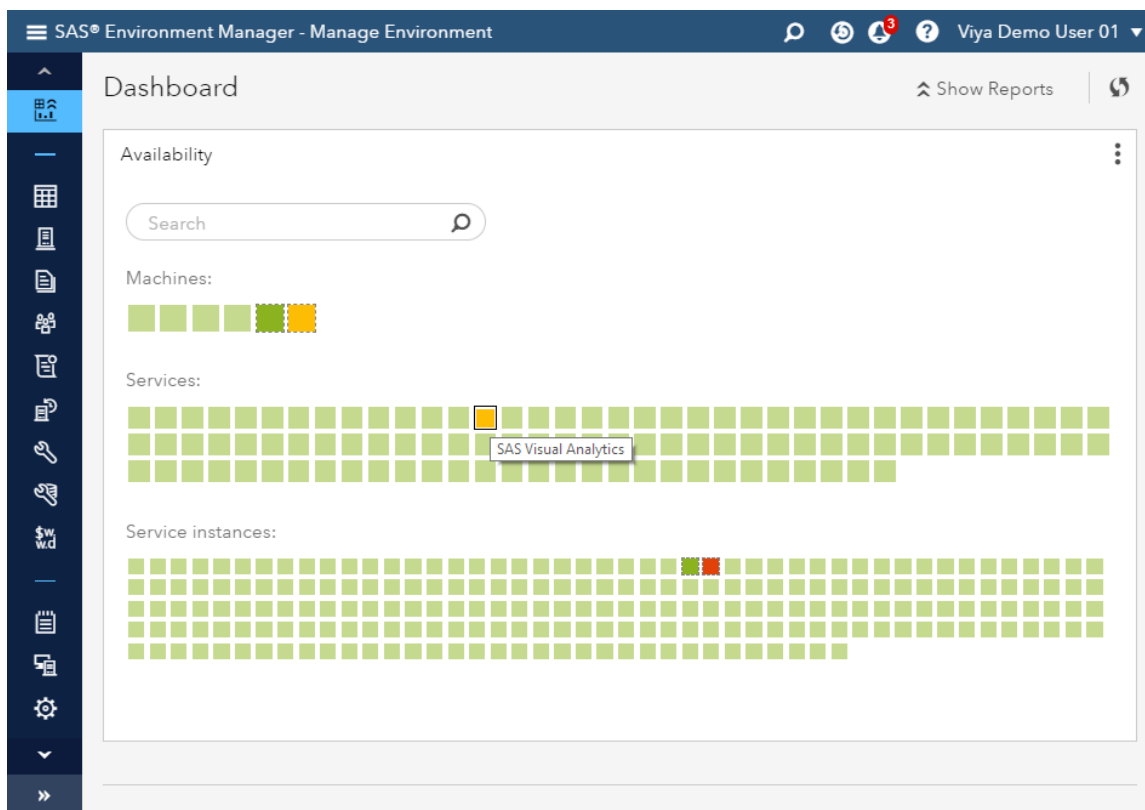 SAS® Environment Manager - Manage Environment
3
Viya Demo User 01
Dashboard
Show Reports
Availability
Search
Machines:
Services:
SAS Visual Analytics
Service instances:
$w,
w.d